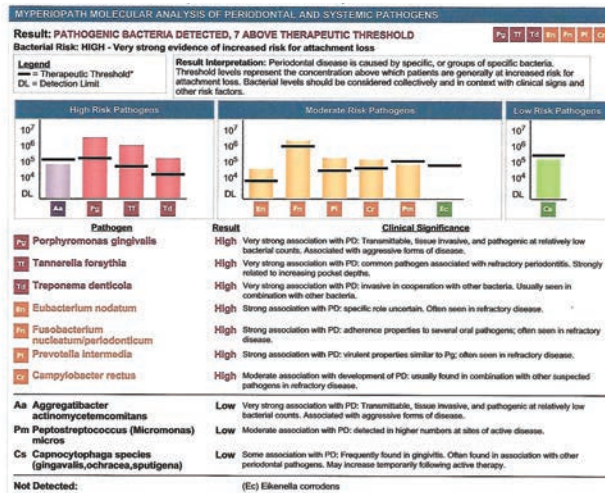 MYPERIOPATH MOLECULAR ANALYSIS OF PERIODONTAL AND SYSTEMIC PATHOGENS
Result: PATHOGENIC BACTERIA DETECTED, 7 ABOVE THERAPEUTIC THRESHOLD
Pg Tf Td En Fn Pi Cr
Bacterial Risk: HIGH - Very strong evidence of increased risk for attachment loss
Legend
— = Therapeutic Threshold*
DL = Detection Limit
Result Interpretation: Periodontal disease is caused by specific, or groups of specific bacteria.
Threshold levels represent the concentration above which patients are generally at increased risk for
attachment loss. Bacterial levels should be considered collectively and in context with clinical signs and
other risk factors.
High Risk Pathogens
10⁷
10⁶
10⁵
10⁴
DL
Aa Pg Tf Td
Moderate Risk Pathogens
10⁷
10⁶
10⁵
10⁴
DL
En Fn Pi Cr Pm Ec
Low Risk Pathogens
10⁷
10⁶
10⁵
10⁴
DL
Cs
Pathogen Result Clinical Significance
Pg Porphyromonas gingivalis High Very strong association with PD: Transmittable, tissue invasive, and pathogenic at relatively low
bacterial counts. Associated with aggressive forms of disease.
Tf Tannerella forsythia High Very strong association with PD: common pathogen associated with refractory periodontitis. Strongly
related to increasing pocket depths.
Td Treponema denticola High Very strong association with PD: invasive in cooperation with other bacteria. Usually seen in
combination with other bacteria.
En Eubacterium nodatum High Strong association with PD: specific role uncertain. Often seen in refractory disease.
Fn Fusobacterium
nucleatum/periodonticum High Strong association with PD: adherence properties to several oral pathogens; often seen in refractory
disease.
Pi Prevotella intermedia High Strong association with PD: virulent properties similar to Pg; often seen in refractory disease.
Cr Campylobacter rectus High Moderate association with development of PD: usually found in combination with other suspected
pathogens in refractory disease.
Aa Aggregatibacter
actinomycetemcomitans Low Very strong association with PD: Transmittable, tissue invasive, and pathogenic at relatively low
bacterial counts. Associated with aggressive forms of disease.
Pm Peptostreptococcus (Micromonas)
micros Low Moderate association with PD: detected in higher numbers at sites of active disease.
Cs Capnocytophaga species
(gingavalis,ochracea,sputigena) Low Some association with PD; Frequently found in gingivitis. Often found in association with other
periodontal pathogens. May increase temporarily following active therapy.
Not Detected: (Ec) Eikenella corrodens